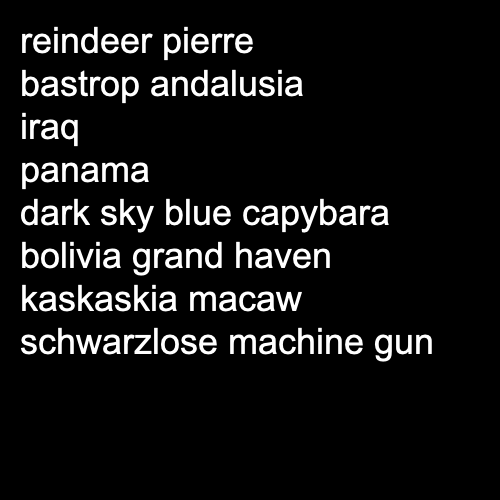 reindeer pierre
bastrop andalusia
iraq
panama
dark sky blue capybara
bolivia grand haven
kaskaskia macaw
schwarzlose machine gun